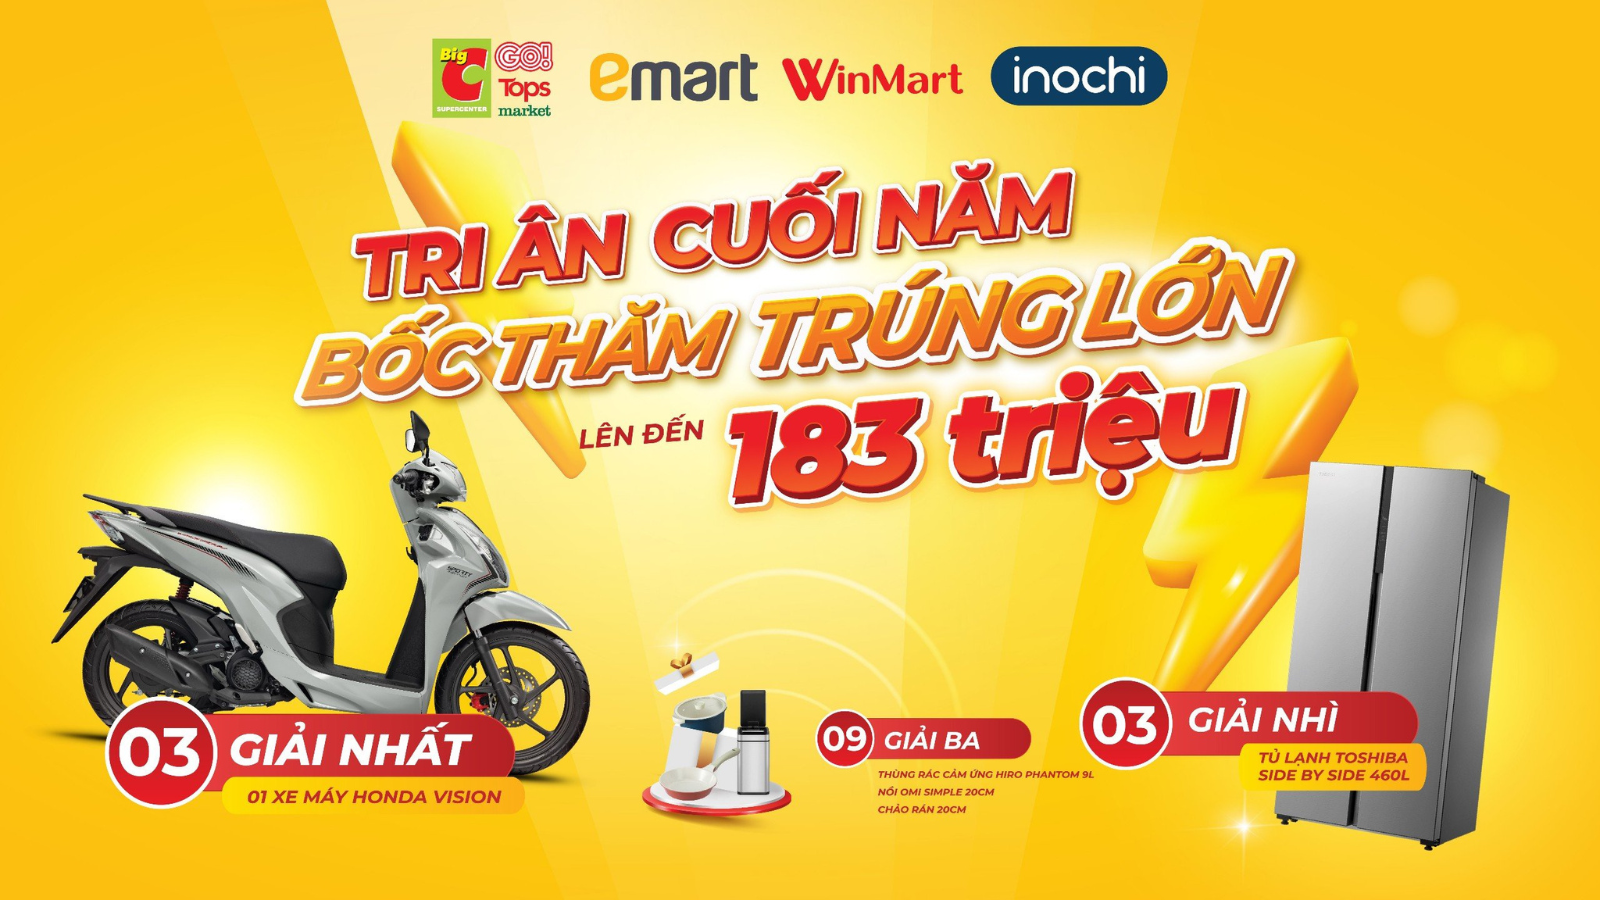 Big C
SUPERCENTER
GO!
Tops
market
emart
WinMart
inochi
TRI ÂN CUỐI NĂM
BỐC THĂM TRÚNG LỚN
LÊN ĐẾN 183 triệu
03 GIẢI NHẤT
01 XE MÁY HONDA VISION
09 GIẢI BA
THÙNG RÁC CẢM ỨNG HIRO PHANTOM 9L
NỒI OMI SIMPLE 20CM
CHẢO RÁN 20CM
03 GIẢI NHÌ
TỦ LẠNH TOSHIBA
SIDE BY SIDE 460L